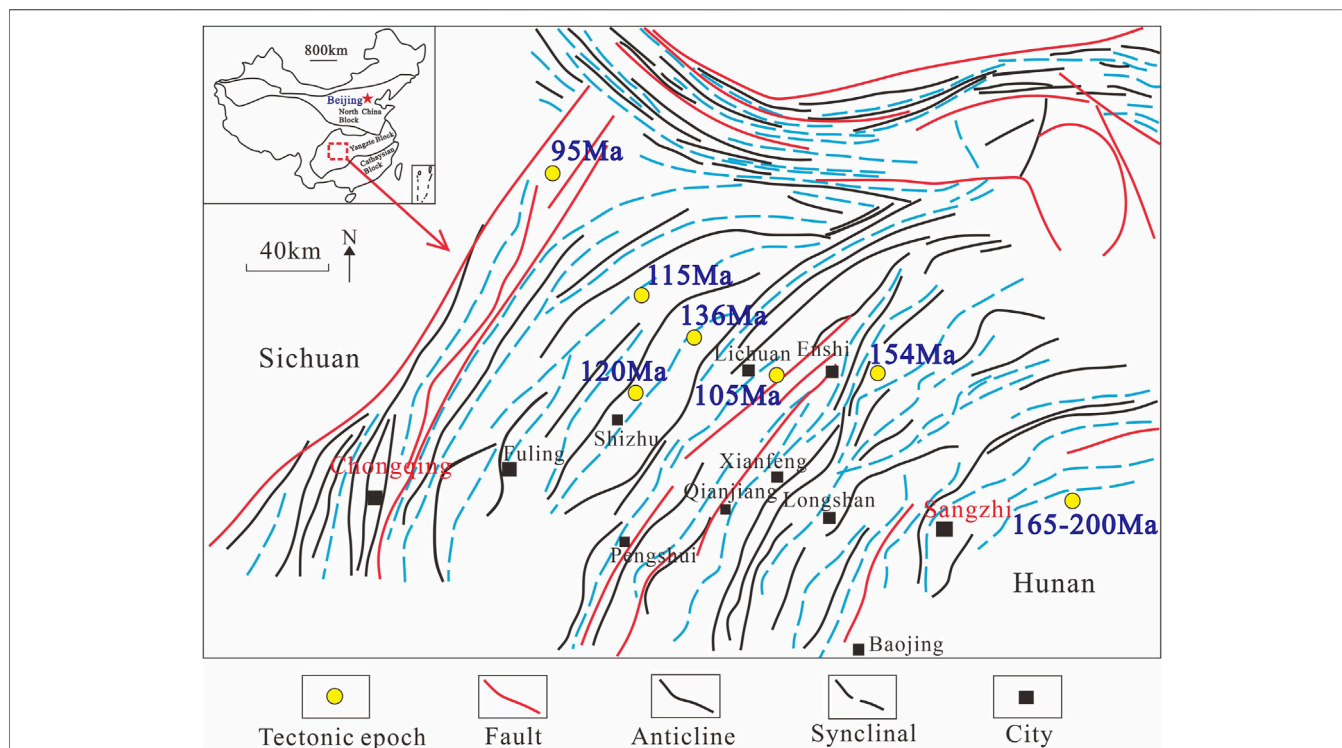 800km
Beijing
North China
Block
Yangate Block
Cathaysian
Block
95Ma
N
40km
115Ma
136Ma
Sichuan
Lichuan
Enshi
154Ma
120Ma
105Ma
Shizhu
Fuling
Chongqing
Xianfeng
Qianjiang
Longshan
Sangzhi
165-200Ma
Pengshui
Hunan
Baojing
Tectonic epoch
Fault
Anticline
Synclinal
City